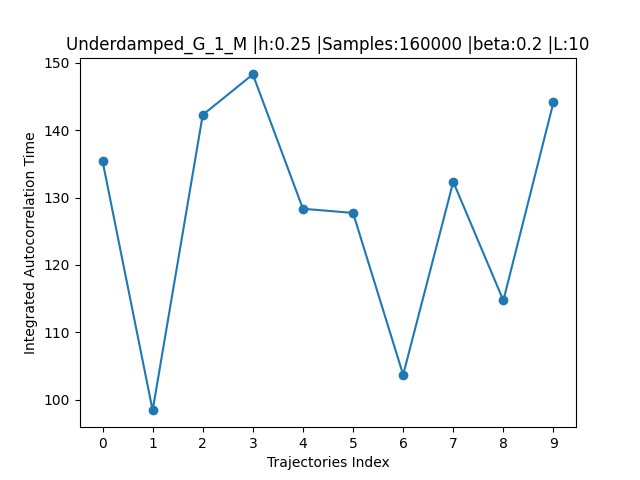 Underdamped_G_1_M |h:0.25 |Samples:160000 |beta:0.2 |L:10
150
140
130
120
110
100
Integrated Autocorrelation Time
0 1 2 3 4 5 6 7 8 9
Trajectories Index